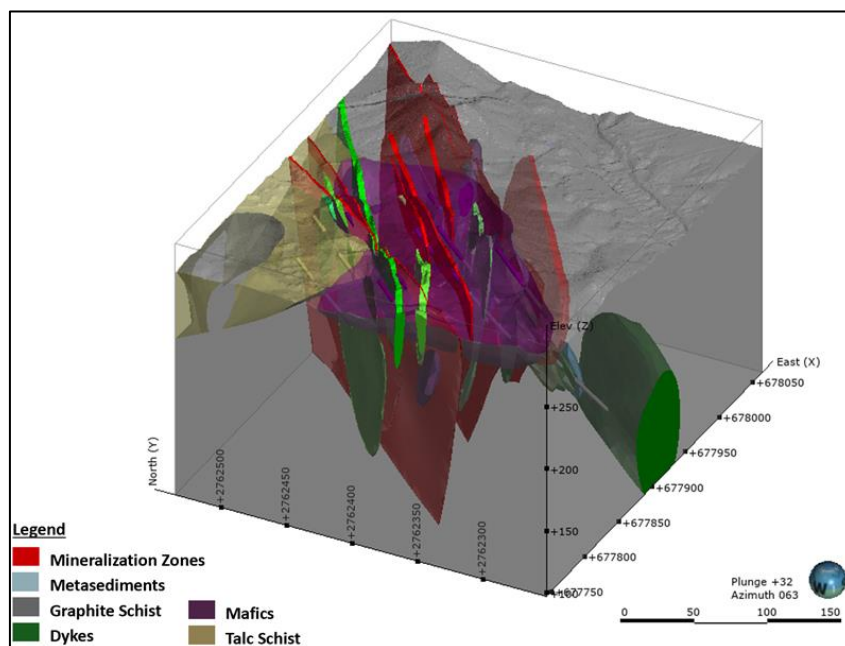 Elev (Z)
East (X)
+678050
+678000
+677950
+677900
+677850
+677800
+677750
+250
+200
+150
+100
North (Y)
+2762500
+2762450
+2762400
+2762350
+2762300
Legend
Mineralization Zones
Metasediments
Graphite Schist
Mafics
Dykes
Talc Schist
Plunge +32
Azimuth 063
W
0 50 100 150